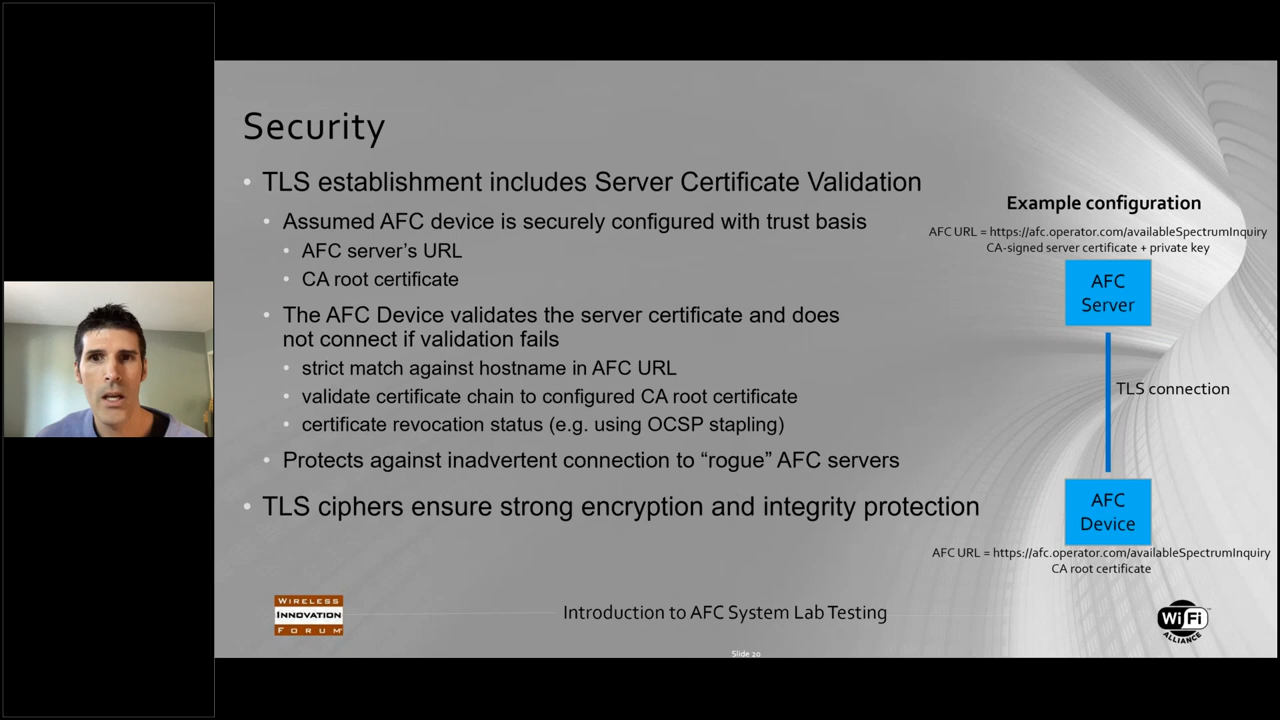 Security
• TLS establishment includes Server Certificate Validation
• Assumed AFC device is securely configured with trust basis
• AFC server's URL
• CA root certificate
• The AFC Device validates the server certificate and does
not connect if validation fails
• strict match against hostname in AFC URL
• validate certificate chain to configured CA root certificate
• certificate revocation status (e.g. using OCSP stapling)
• Protects against inadvertent connection to “rogue” AFC servers
• TLS ciphers ensure strong encryption and integrity protection
Example configuration
AFC URL = https://afc.operator.com/availableSpectrumInquiry
CA-signed server certificate + private key
AFC
Server
TLS connection
AFC
Device
AFC URL = https://afc.operator.com/availableSpectrumInquiry
CA root certificate
WIRELESS
INNOVATION
FORUM
Introduction to AFC System Lab Testing
Wi Fi
ALLIANCE
Slide 20